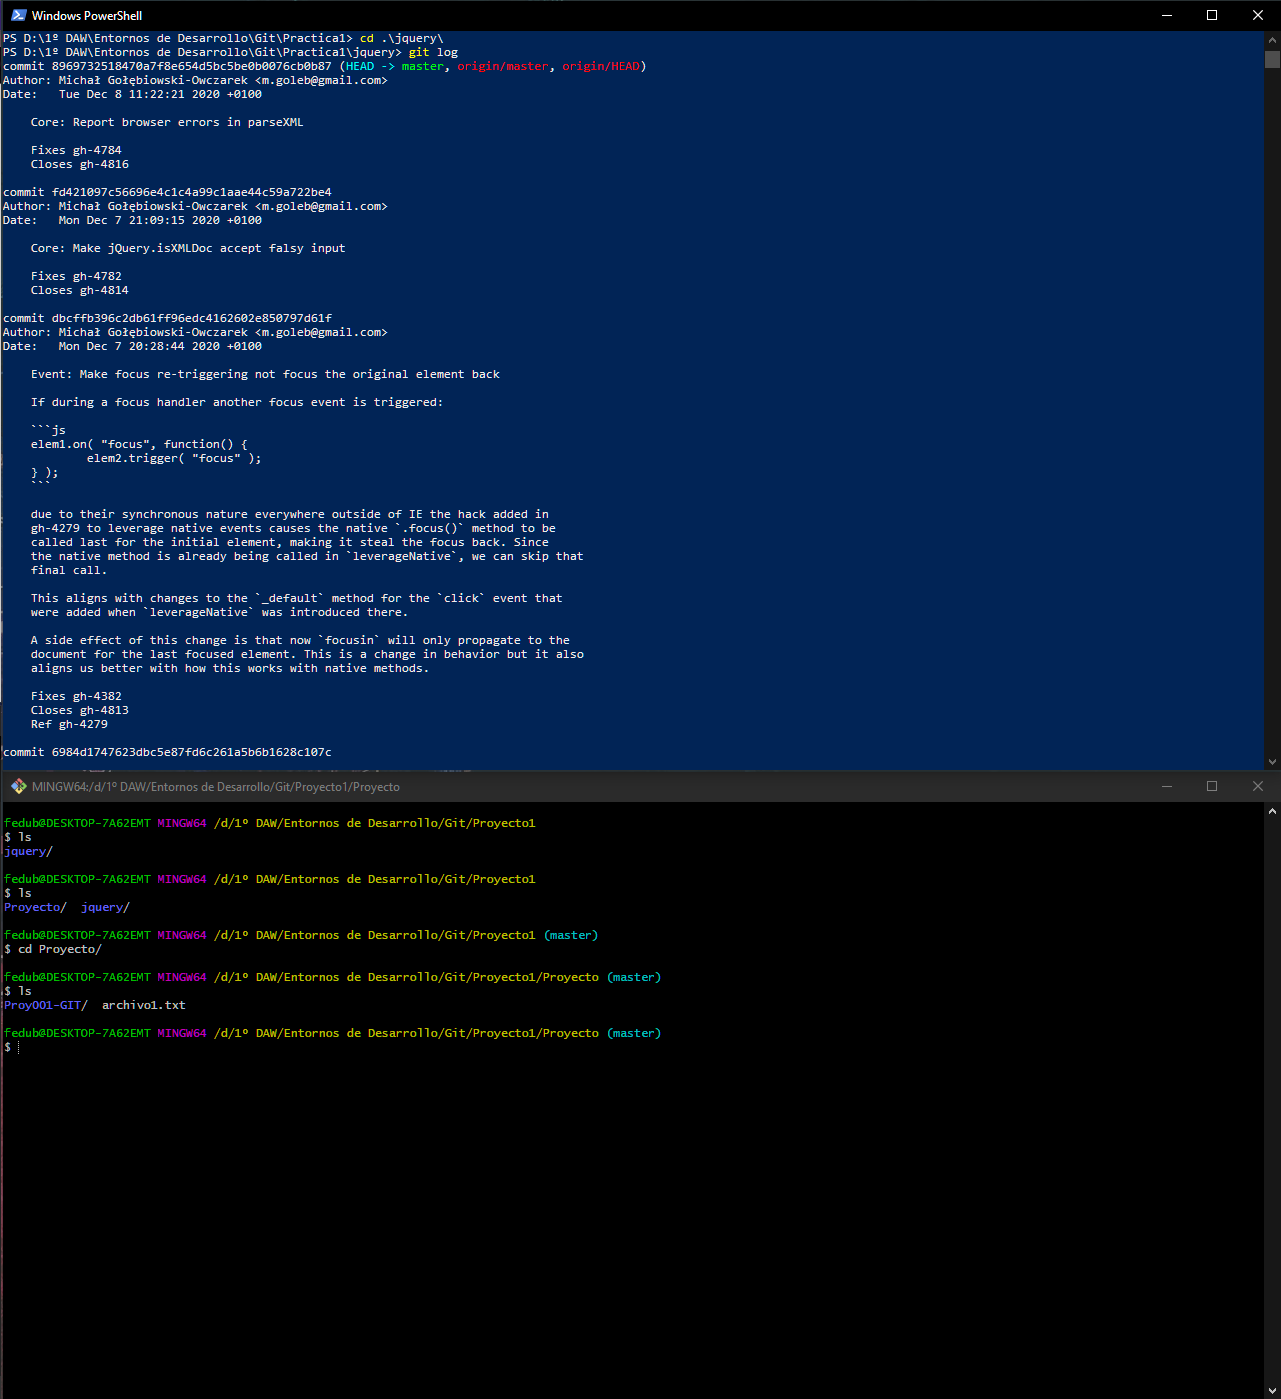 Windows PowerShell
PS D:\1º DAW\Entornos de Desarrollo\Git\Practica1> cd .\jquery\
PS D:\1º DAW\Entornos de Desarrollo\Git\Practica1\jquery> git log
commit 8969732518470a7f8e654d5bc5be0b0076cb0b87 (HEAD -> master, origin/master, origin/HEAD)
Author: Michał Gołębiowski-Owczarek <m.goleb@gmail.com>
Date:   Tue Dec 8 11:22:21 2020 +0100
    Core: Report browser errors in parseXML
    Fixes gh-4784
    Closes gh-4816
commit fd421097c56696e4c1c4a99c1aae44c59a722be4
Author: Michał Gołębiowski-Owczarek <m.goleb@gmail.com>
Date:   Mon Dec 7 21:09:15 2020 +0100
    Core: Make jQuery.isXMLDoc accept falsy input
    Fixes gh-4782
    Closes gh-4814
commit dbcffb396c2db61ff96edc4162602e850797d61f
Author: Michał Gołębiowski-Owczarek <m.goleb@gmail.com>
Date:   Mon Dec 7 20:28:44 2020 +0100
    Event: Make focus re-triggering not focus the original element back
    If during a focus handler another focus event is triggered:
    ```js
    elem1.on( "focus", function() {
            elem2.trigger( "focus" );
    } );
    ```
    due to their synchronous nature everywhere outside of IE the hack added in
    gh-4279 to leverage native events causes the native `.focus()` method to be
    called last for the initial element, making it steal the focus back. Since
    the native method is already being called in `leverageNative`, we can skip that
    final call.
    This aligns with changes to the `_default` method for the `click` event that
    were added when `leverageNative` was introduced there.
    A side effect of this change is that now `focusin` will only propagate to the
    document for the last focused element. This is a change in behavior but it also
    aligns us better with how this works with native methods.
    Fixes gh-4382
    Closes gh-4813
    Ref gh-4279
commit 6984d1747623dbc5e87fd6c261a5b6b1628c107c
MINGW64:/d/1º DAW/Entornos de Desarrollo/Git/Proyecto1/Proyecto
fedub@DESKTOP-7A62EMT MINGW64 /d/1º DAW/Entornos de Desarrollo/Git/Proyecto1
$ ls
jquery/
fedub@DESKTOP-7A62EMT MINGW64 /d/1º DAW/Entornos de Desarrollo/Git/Proyecto1
$ ls
Proyecto/  jquery/
fedub@DESKTOP-7A62EMT MINGW64 /d/1º DAW/Entornos de Desarrollo/Git/Proyecto1 (master)
$ cd Proyecto/
fedub@DESKTOP-7A62EMT MINGW64 /d/1º DAW/Entornos de Desarrollo/Git/Proyecto1/Proyecto (master)
$ ls
Proy001-GIT/  archivo1.txt
fedub@DESKTOP-7A62EMT MINGW64 /d/1º DAW/Entornos de Desarrollo/Git/Proyecto1/Proyecto (master)
$